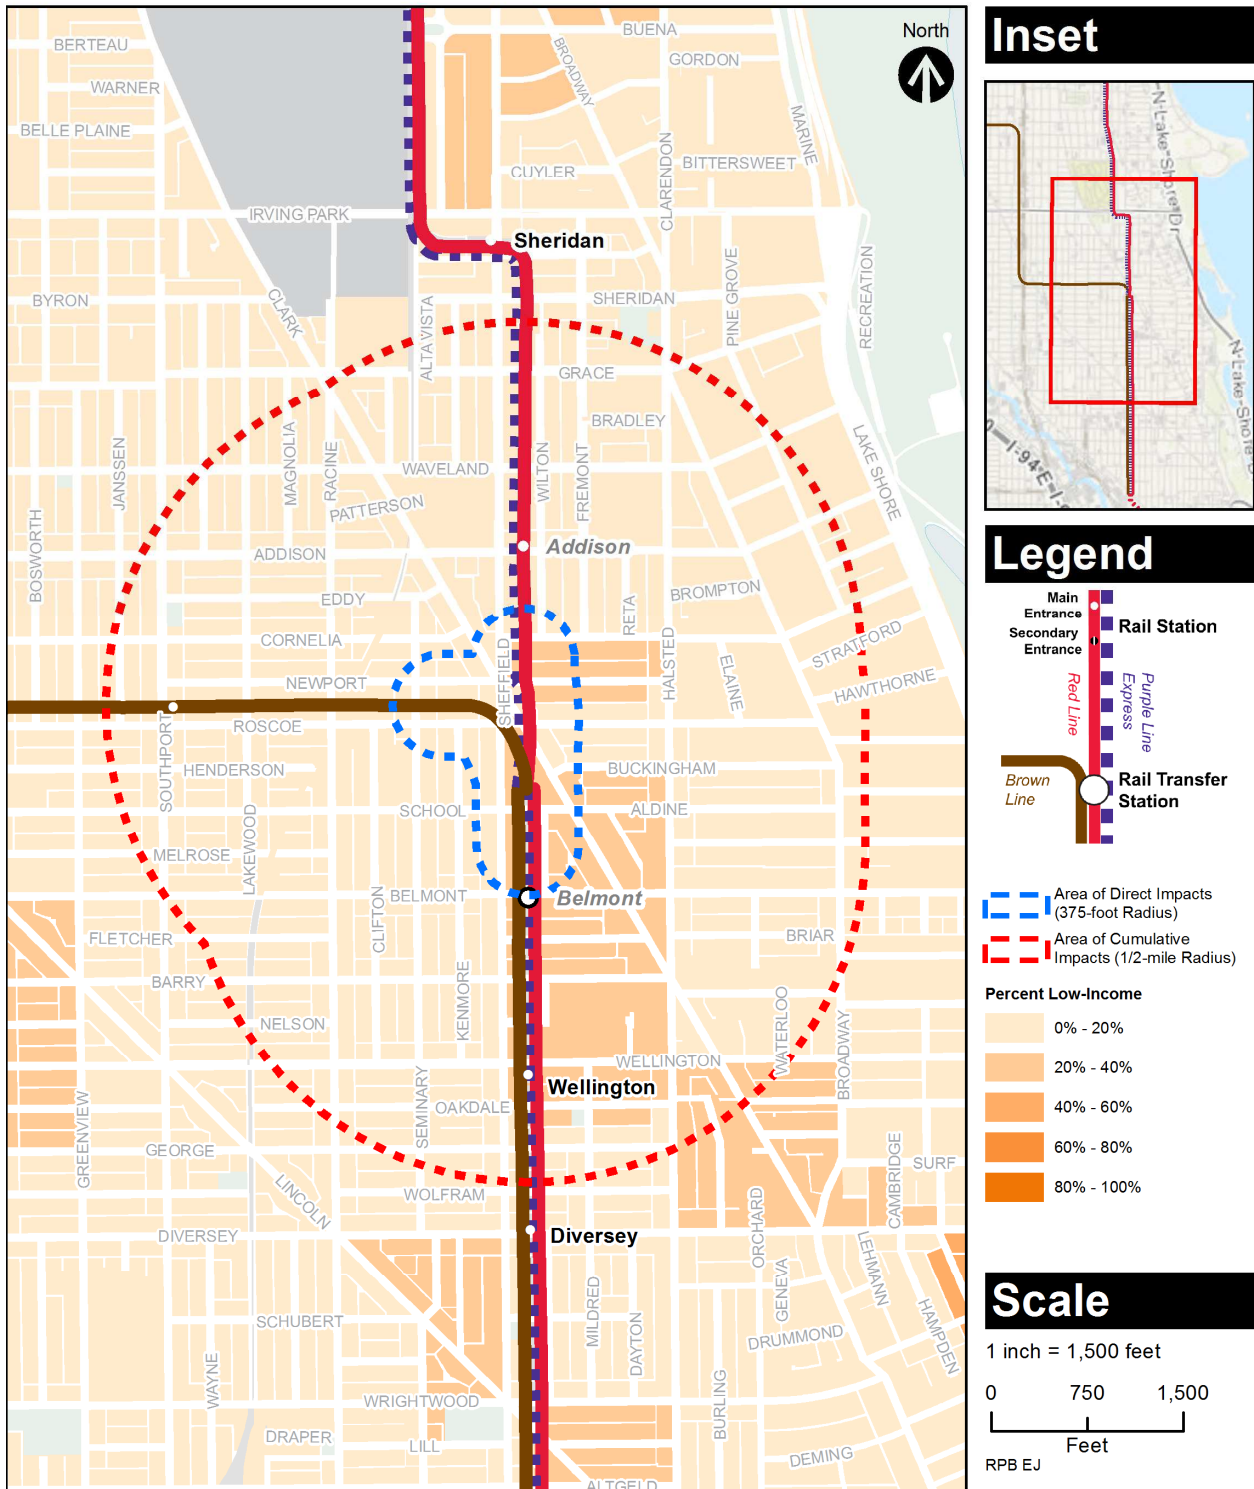 North
BUENA
BERTEAU
BROADWAY
GORDON
WARNER
MARINE
BELLE PLAINE
CLARENDON
BITTERSWEET
CUYLER
IRVING PARK
Sheridan
PINE GROVE
RECREATION
BYRON
CLARK
ALTA VISTA
SHERIDAN
GRACE
BRADLEY
JANSSEN
MAGNOLIA
RACINE
WAVELAND
WILTON
FREMONT
LAKE SHORE
PATTERSON
BOSWORTH
ADDISON
Addison
EDDY
RETA
BROMPTON
CORNELIA
SHEFFIELD
HALSTED
ELAINE
STRATFORD
NEWPORT
HAWTHORNE
SOUTHPORT
ROSCOE
HENDERSON
BUCKINGHAM
SCHOOL
ALDINE
MELROSE
LAKEWOOD
BELMONT
Belmont
CLIFTON
FLETCHER
BRIAR
BARRY
KENMORE
WATERLOO
NELSON
WELLINGTON
BROADWAY
Wellington
GREENVIEW
SEMINARY
OAKDALE
GEORGE
CAMBRIDGE
SURF
LINCOLN
WOLFRAM
ORCHARD
DIVERSEY
Diversey
GENEVA
LEHMANN
HAMPDEN
MILDRED
DAYTON
SCHUBERT
DRUMMOND
WAYNE
BURLING
WRIGHTWOOD
DRAPER
LILL
DEMING
ALTGELD
Inset
N-Lake-Shore-Dr
N-Lake-Shore-D
I-94-E-I-
Legend
Main
Entrance
Secondary
Entrance
Rail Station
Red Line
Purple Line
Express
Brown
Line
Rail Transfer
Station
Area of Direct Impacts
(375-foot Radius)
Area of Cumulative
Impacts (1/2-mile Radius)
Percent Low-Income
0% - 20%
20% - 40%
40% - 60%
60% - 80%
80% - 100%
Scale
1 inch = 1,500 feet
0 750 1,500
Feet
RPB EJ